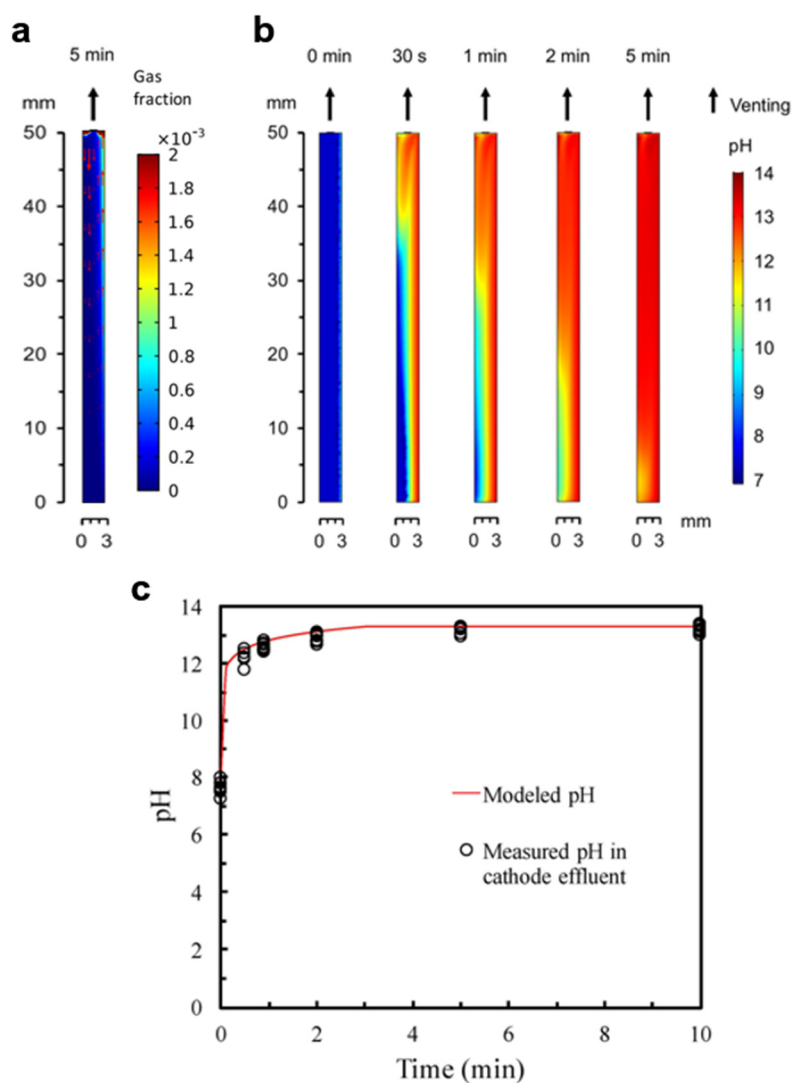 a
5 min
Gas
fraction
mm
×10⁻³
50
40
30
20
10
0
2
1.8
1.6
1.4
1.2
1
0.8
0.6
0.4
0.2
0
0 3
b
0 min 30 s 1 min 2 min 5 min
Venting
mm
pH
50
40
30
20
10
0
14
13
12
11
10
9
8
7
0 3 0 3 0 3 0 3 0 3
mm
c
14
12
10
8
6
4
2
0
pH
Modeled pH
Measured pH in
cathode effluent
0 2 4 6 8 10
Time (min)